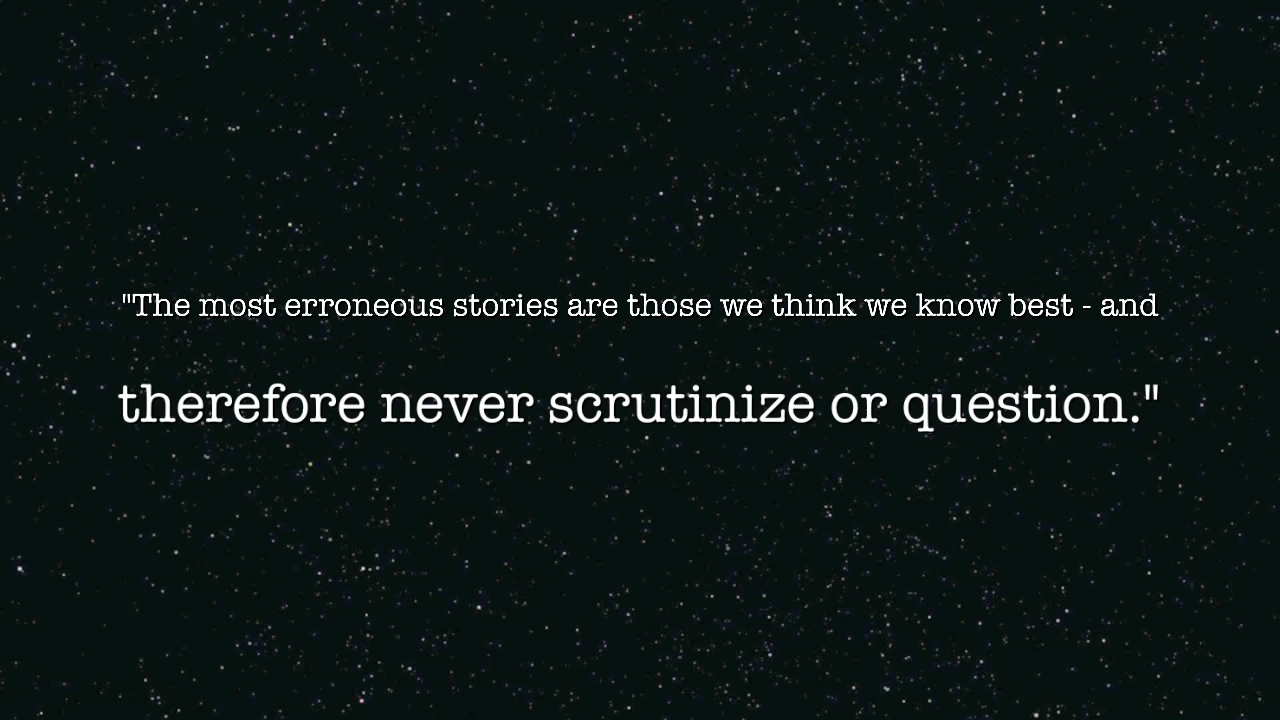 "The most erroneous stories are those we think we know best - and
therefore never scrutinize or question."